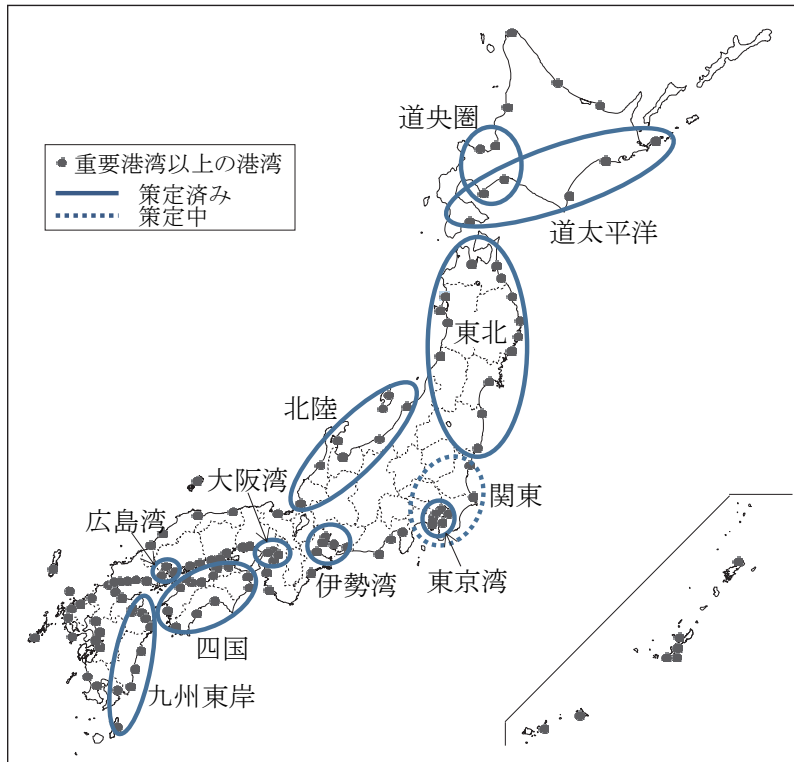 道央圏
重要港湾以上の港湾
策定済み
策定中
道太平洋
東北
北陸
大阪湾
関東
広島湾
伊勢湾
東京湾
四国
九州東岸